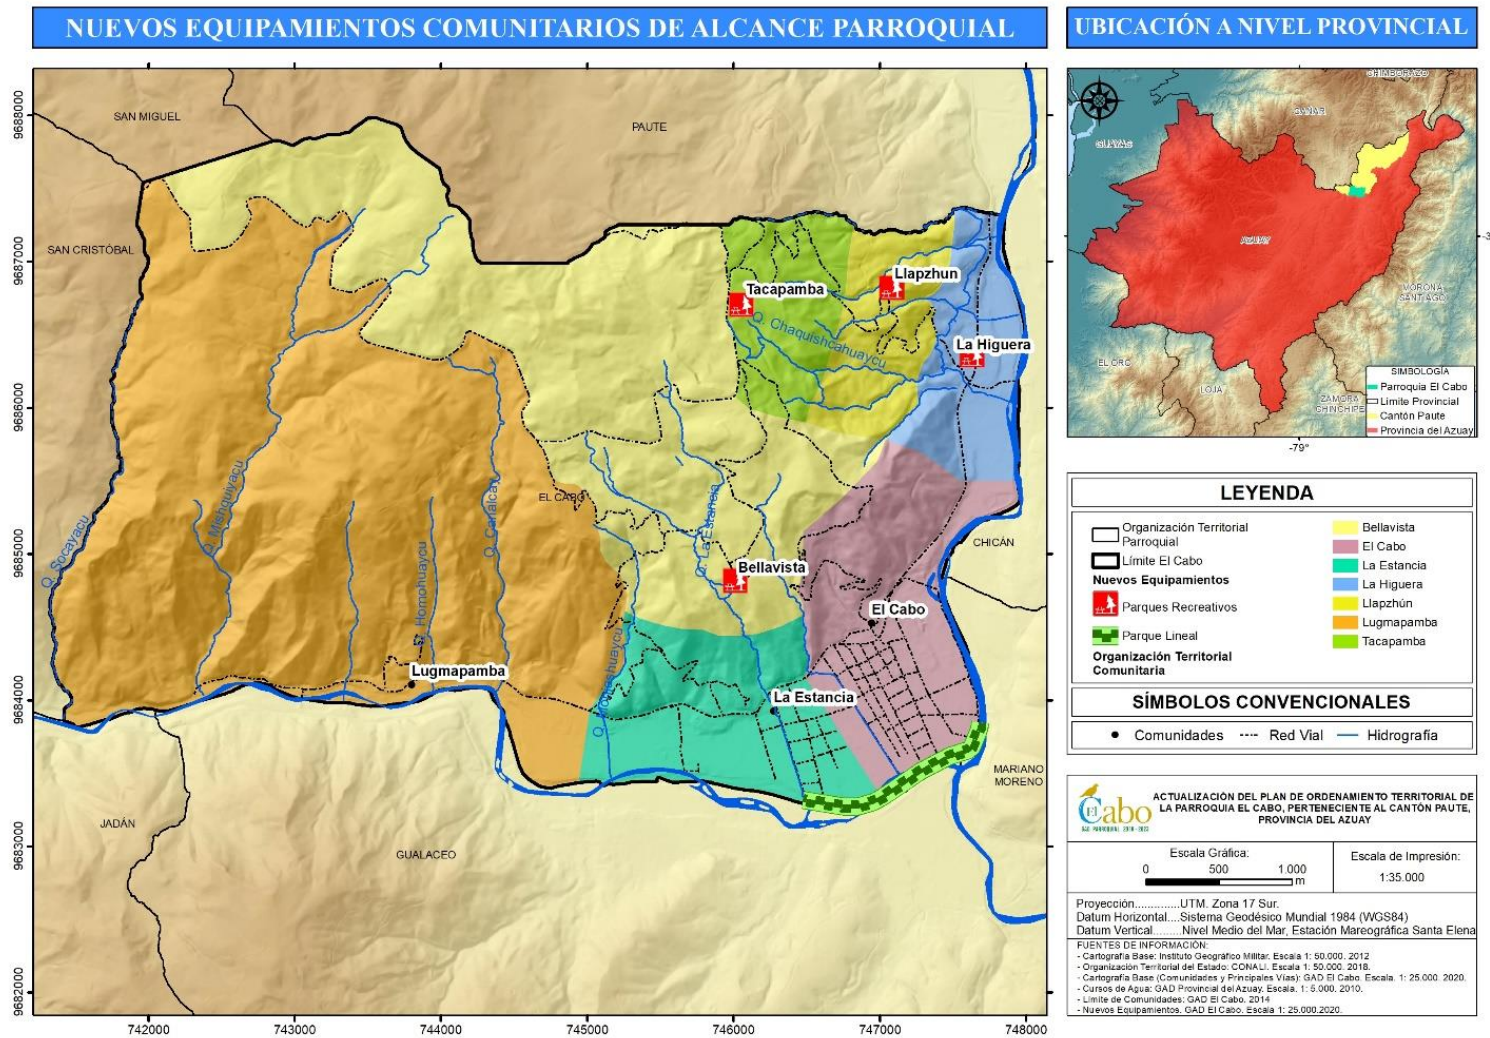 NUEVOS EQUIPAMIENTOS COMUNITARIOS DE ALCANCE PARROQUIAL
UBICACIÓN A NIVEL PROVINCIAL
9688000
9687000
9686000
9685000
9684000
9683000
9682000
742000
743000
744000
745000
746000
747000
748000
SAN MIGUEL
PAUTE
SAN CRISTÓBAL
Llapzhun
Tacapamba
Q. Chaquishcahuaycu
La Higuera
EL CABO
CHICÁN
Q. Socayacu
Q. Mishquiyacu
Q. Canalcay
Q. La Estancia
Bellavista
El Cabo
Lugmapamba
La Estancia
MARIANO
MORENO
JADÁN
GUALACEO
CHIMBORAZO
CAÑAR
GUAYAS
AZUAY
MORONA
SANTIAGO
EL ORO
LOJA
ZAMORA
CHINCHIPE
-3
-79°
SIMBOLOGÍA
Parroquia El Cabo
Limite Provincial
Cantón Paute
Provincia del Azuay
LEYENDA
Organización Territorial
Parroquial
Límite El Cabo
Nuevos Equipamientos
Parques Recreativos
Parque Lineal
Organización Territorial
Comunitaria
Bellavista
El Cabo
La Estancia
La Higuera
Llapzhún
Lugmapamba
Tacapamba
SÍMBOLOS CONVENCIONALES
Comunidades
Red Vial
Hidrografía
El Cabo
ACTUALIZACIÓN DEL PLAN DE ORDENAMIENTO TERRITORIAL DE
LA PARROQUIA EL CABO, PERTENECIENTE AL CANTÓN PAUTE,
PROVINCIA DEL AZUAY
Escala Gráfica:
0 500 1.000
m
Escala de Impresión:
1:35.000
Proyección.............UTM. Zona 17 Sur.
Datum Horizontal...Sistema Geodésico Mundial 1984 (WGS84)
Datum Vertical.........Nivel Medio del Mar, Estación Mareográfica Santa Elena
FUENTES DE INFORMACIÓN:
- Cartografía Base: Instituto Geográfico Militar. Escala 1: 50.000. 2012
- Organización Territorial del Estado: CONALI. Escala 1: 50.000. 2018.
- Cartografía Base (Comunidades y Principales Vías): GAD El Cabo. Escala. 1: 25.000. 2020.
- Cursos de Agua: GAD Provincial del Azuay. Escala. 1: 5.000. 2010.
- Límite de Comunidades: GAD El Cabo. 2014
- Nuevos Equipamientos. GAD El Cabo. Escala 1: 25.000.2020.